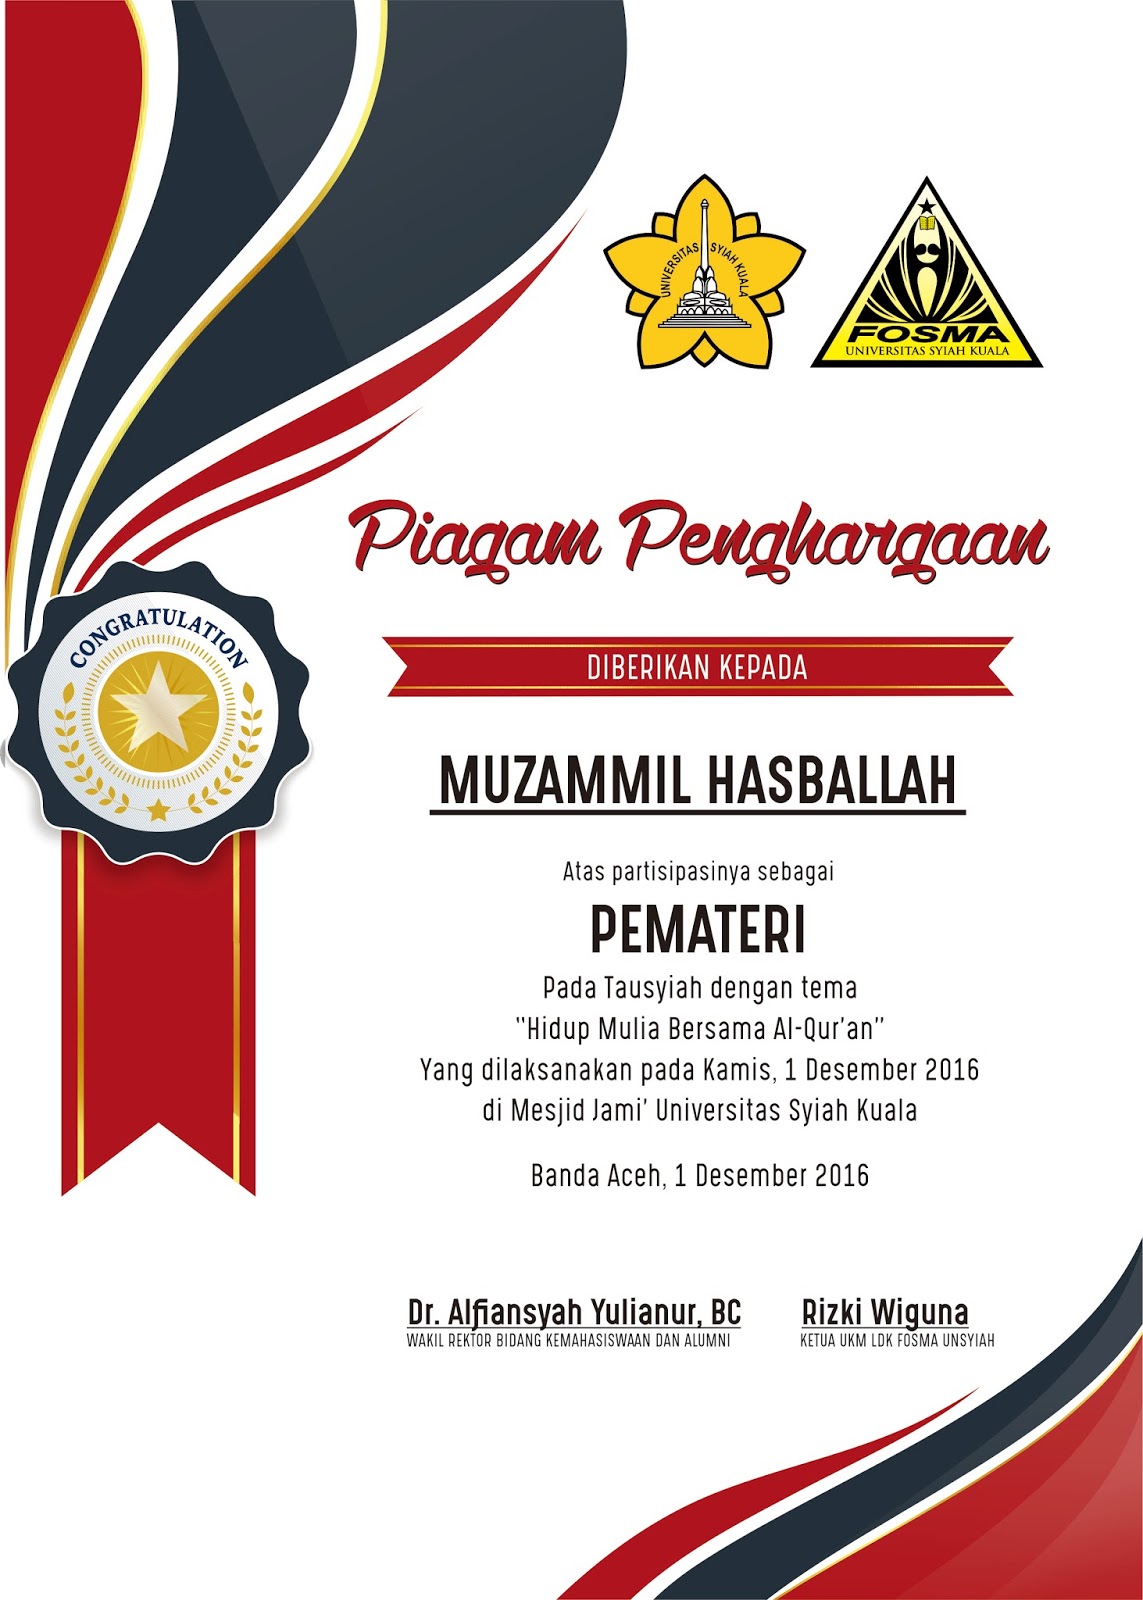 UNIVERSITAS SYIAH KUALA
FOSMA
UNIVERSITAS SYIAH KUALA
Piagam Penghargaan
CONGRATULATION
DIBERIKAN KEPADA
MUZAMMIL HASBALLAH
Atas partisipasinya sebagai
PEMATERI
Pada Tausyiah dengan tema
"Hidup Mulia Bersama Al-Qur'an"
Yang dilaksanakan pada Kamis, 1 Desember 2016
di Mesjid Jami' Universitas Syiah Kuala
Banda Aceh, 1 Desember 2016
Dr. Alfiansyah Yulianur, BC
WAKIL REKTOR BIDANG KEMAHASISWAAN DAN ALUMNI
Rizki Wiguna
KETUA UKM LDK FOSMA UNSYIAH